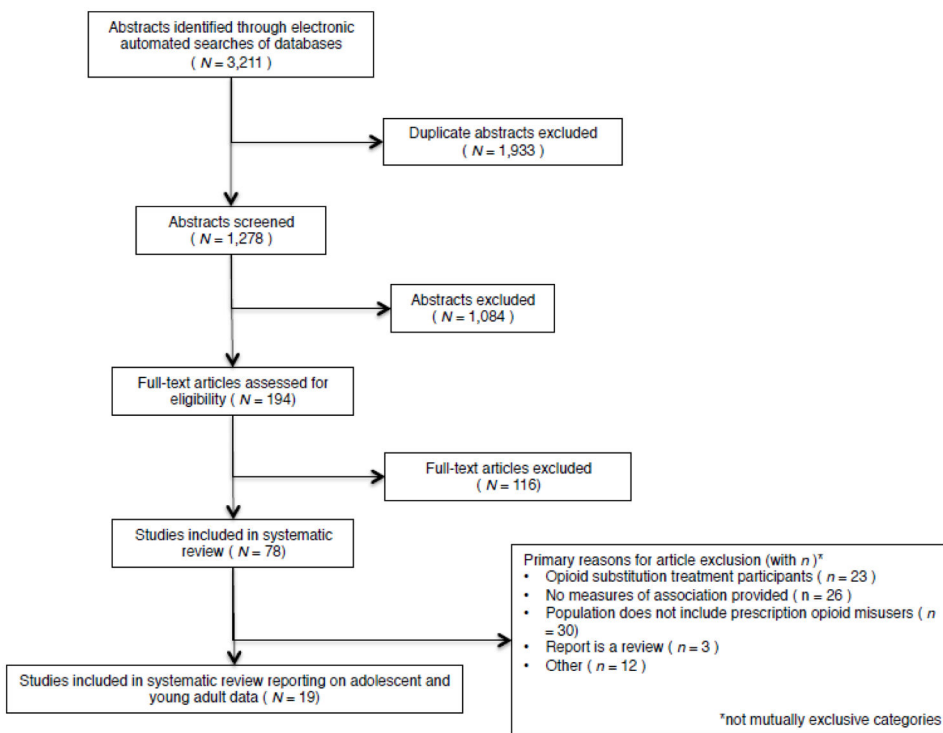 Abstracts identified through electronic
automated searches of databases
( N = 3,211 )
Duplicate abstracts excluded
( N = 1,933 )
Abstracts screened
( N = 1,278 )
Abstracts excluded
( N = 1,084 )
Full-text articles assessed for
eligibility ( N = 194)
Full-text articles excluded
( N = 116)
Studies included in systematic
review ( N = 78)
Primary reasons for article exclusion (with n )*
• Opioid substitution treatment participants ( n = 23 )
• No measures of association provided ( n = 26 )
• Population does not include prescription opioid misusers ( n
= 30)
• Report is a review ( n = 3 )
• Other ( n = 12 )
*not mutually exclusive categories
Studies included in systematic review reporting on adolescent and
young adult data ( N = 19)